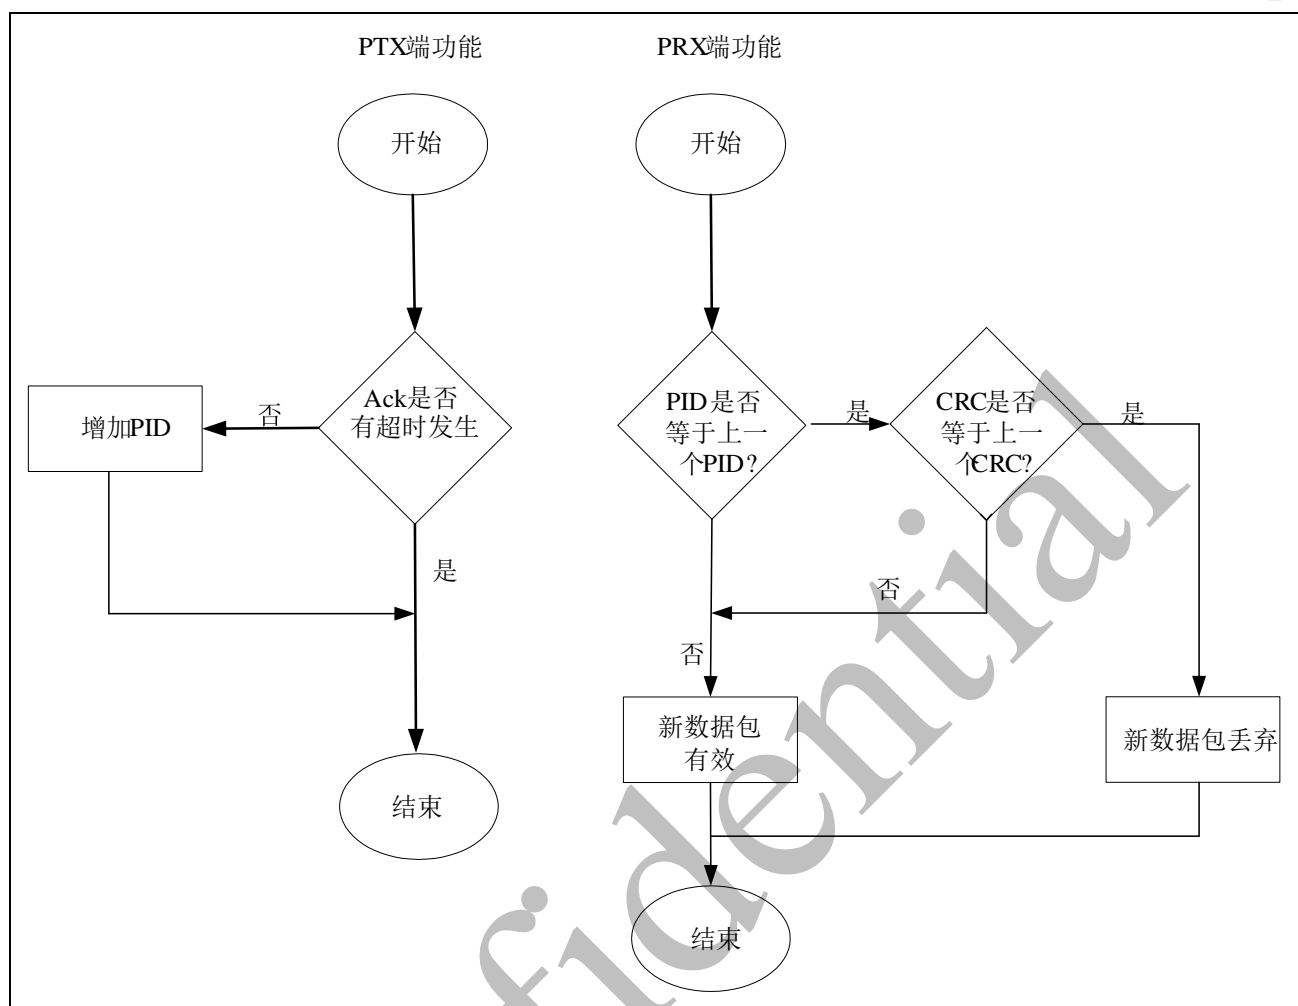 PTX端功能
开始
Ack是否
有超时发生
否
增加PID
是
结束
PRX端功能
开始
PID是否
等于上一
个PID?
是
CRC是否
等于上一
个CRC?
是
否
否
新数据包
有效
新数据包丢弃
结束
fidential